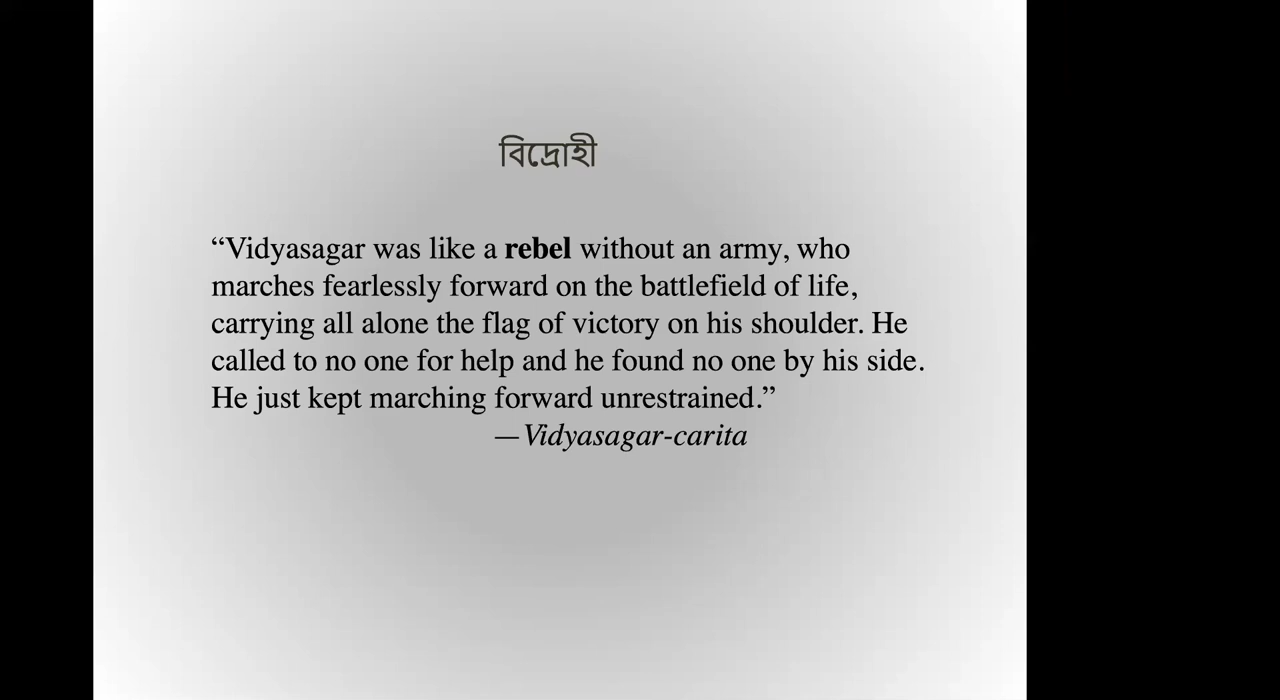 বিদ্রোহী
“Vidyasagar was like a rebel without an army, who
marches fearlessly forward on the battlefield of life,
carrying all alone the flag of victory on his shoulder. He
called to no one for help and he found no one by his side.
He just kept marching forward unrestrained.”
—Vidyasagar-carita